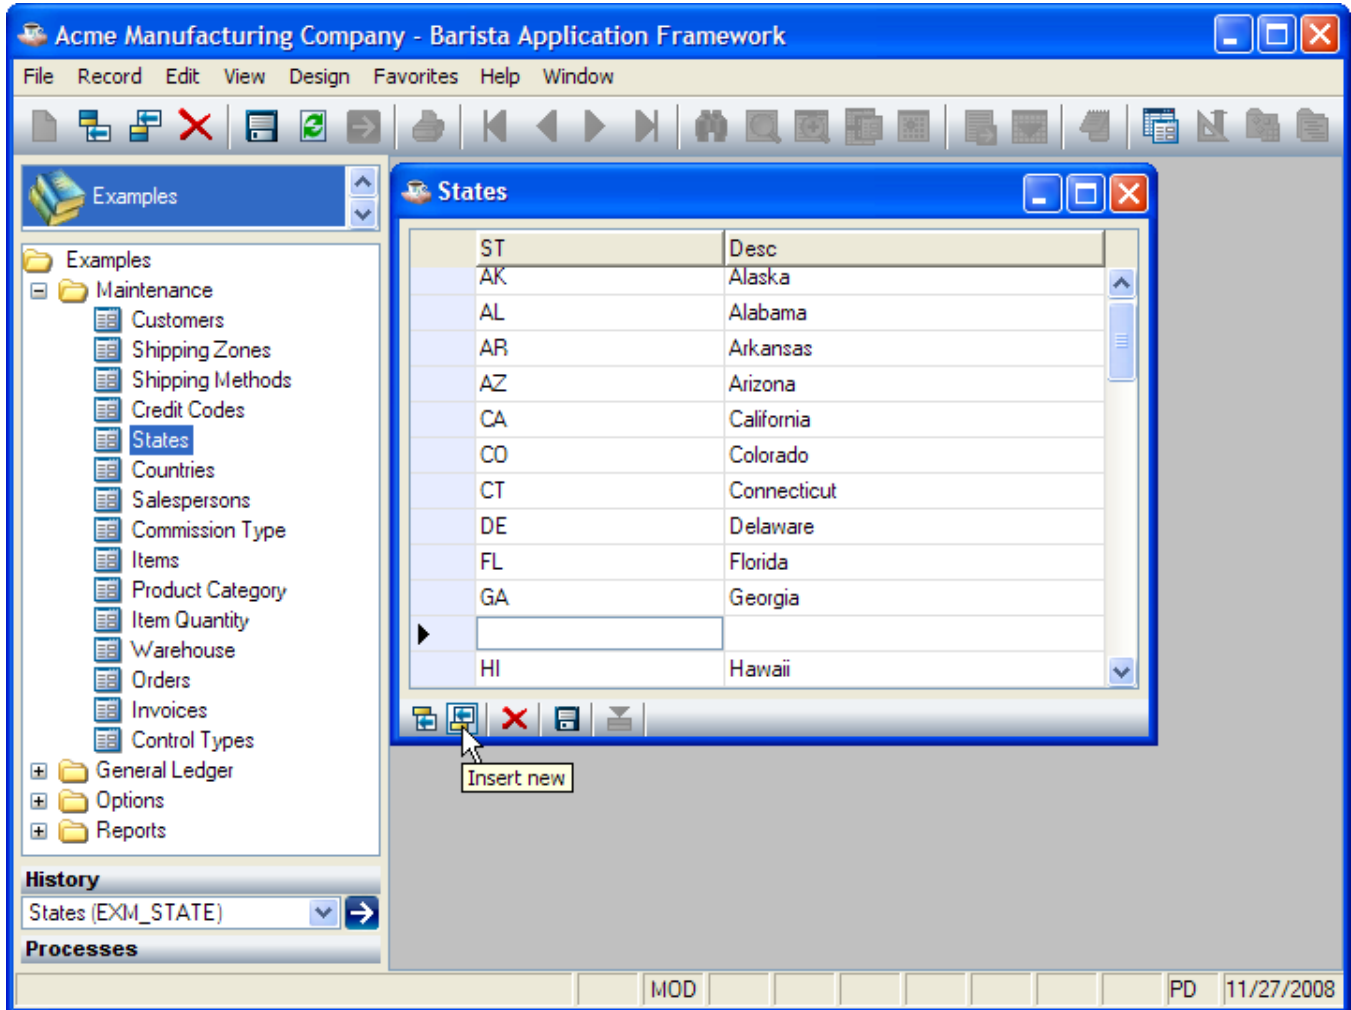 Acme Manufacturing Company - Barista Application Framework
File Record Edit View Design Favorites Help Window
Examples
Examples
Maintenance
Customers
Shipping Zones
Shipping Methods
Credit Codes
States
Countries
Salespersons
Commission Type
Items
Product Category
Item Quantity
Warehouse
Orders
Invoices
Control Types
General Ledger
Options
Reports
History
States (EXM_STATE)
Processes
States
ST Desc
AK Alaska
AL Alabama
AR Arkansas
AZ Arizona
CA California
CO Colorado
CT Connecticut
DE Delaware
FL Florida
GA Georgia
HI Hawaii
Insert new
MOD PD 11/27/2008